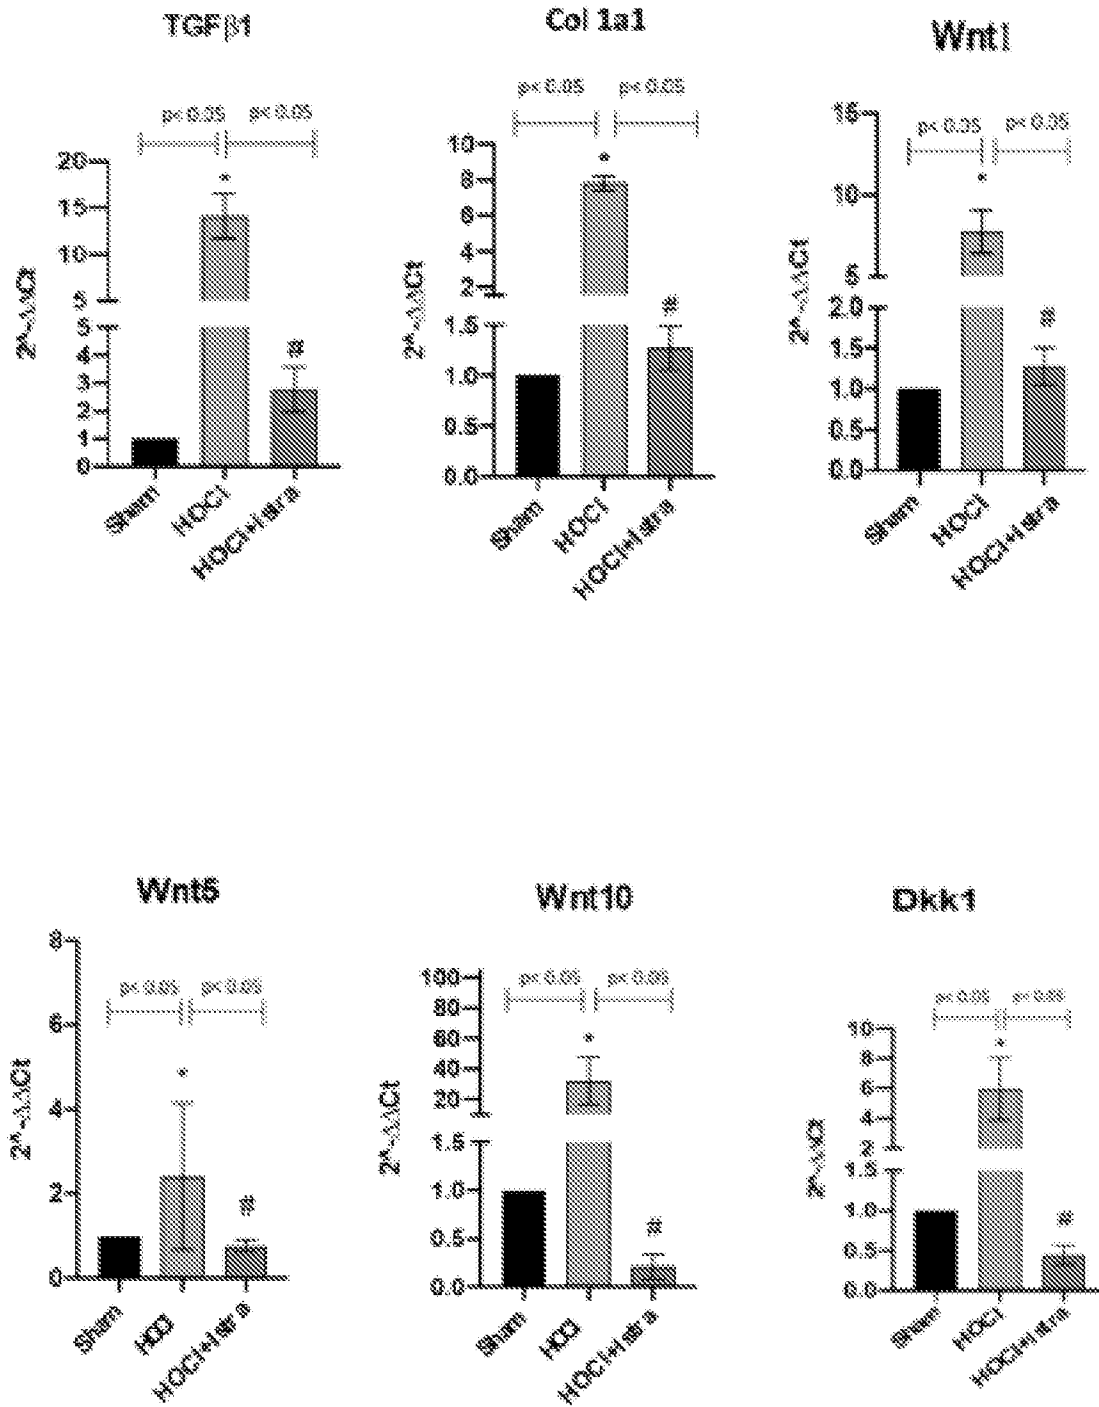 TGFβ1
p< 0.05
p< 0.05
20
15
10
5
5
4
3
2
1
0
2^-ΔΔCt
Sham
HOCl
HOCl+Istra
Col 1a1
p< 0.05
p< 0.05
10
8
6
4
2
1.5
1.0
0.5
0.0
2^-ΔΔCt
Sham
HOCl
HOCl+Istra
Wnt1
p< 0.05
p< 0.05
15
10
5
2.0
1.5
1.0
0.5
0.0
2^-ΔΔCt
#
*
Sham
HOCl
HOCl+Istra
Wnt5
p< 0.05
p< 0.05
8
6
4
2
0
2^-ΔΔCt
*
#
Sham
HOCl
HOCl+Istra
Wnt10
p< 0.05
p< 0.05
100
80
60
40
20
1.5
1.0
0.5
0.0
2^-ΔΔCt
*
#
Sham
HOCl
HOCl+Istra
Dkk1
p< 0.05
p< 0.05
10
8
6
4
2
1.5
1.0
0.5
0.0
2^-ΔΔCt
*
#
Sham
HOCl
HOCl+Istra